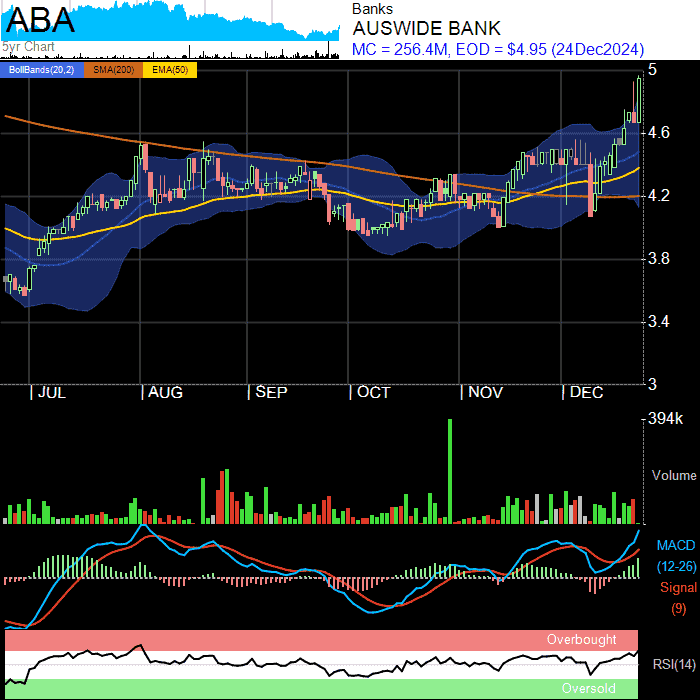 ABA
5yr Chart
Banks
AUSWIDE BANK
MC = 256.4M, EOD = $4.95 (24Dec2024)
BollBands(20,2) SMA(200) EMA(50)
5
4.6
4.2
3.8
3.4
3
JUL AUG SEP OCT NOV DEC
394k
Volume
MACD
(12-26)
Signal
(9)
Overbought
RSI(14)
Oversold